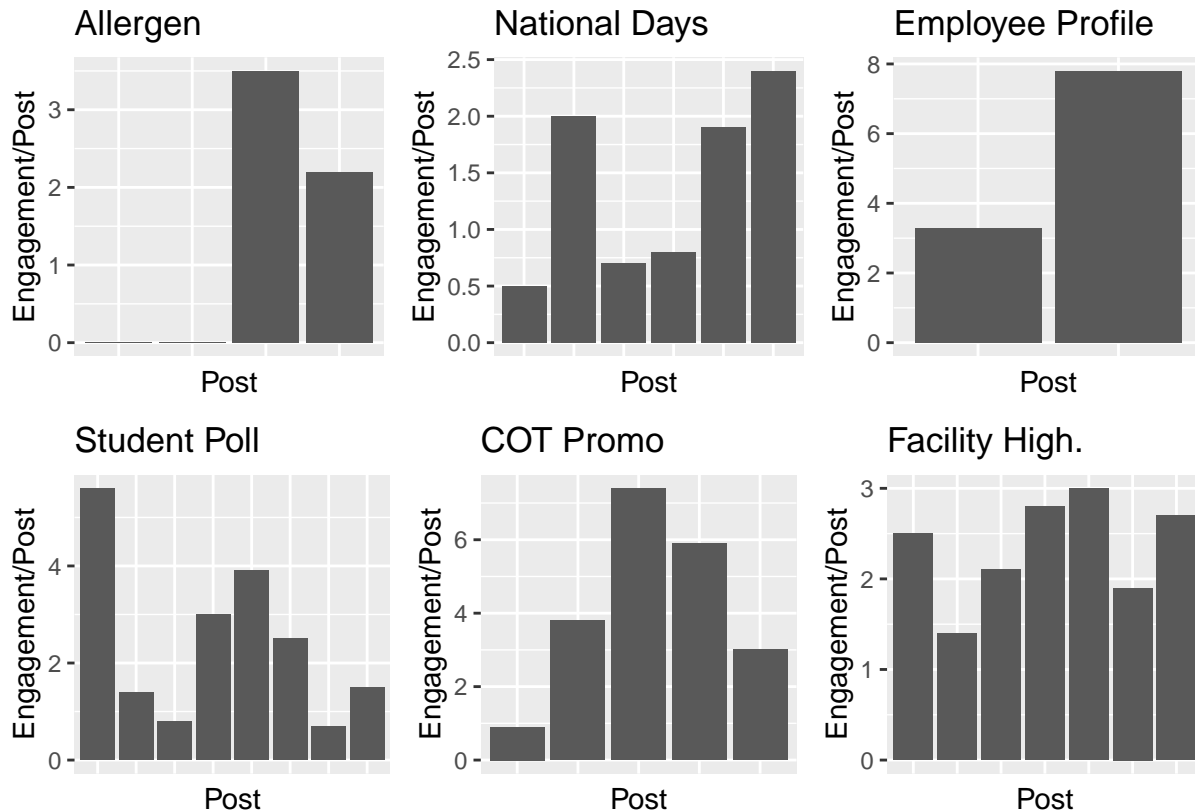 Allergen
Engagement/Post
3
2
1
0
Post
National Days
Engagement/Post
2.5
2.0
1.5
1.0
0.5
0.0
Post
Employee Profile
Engagement/Post
8
6
4
2
0
Post
Student Poll
Engagement/Post
4
2
0
Post
COT Promo
Engagement/Post
6
4
2
0
Post
Facility High.
Engagement/Post
3
2
1
0
Post